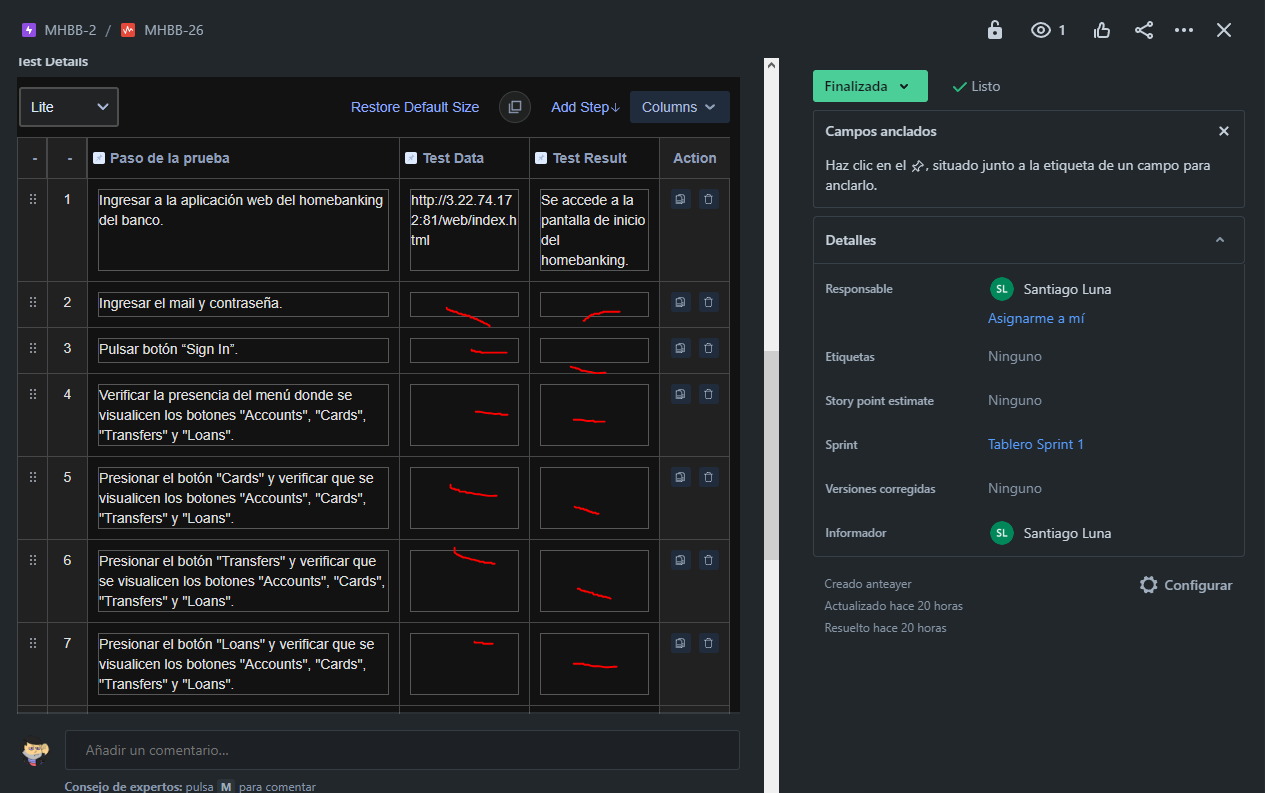 MHBB-2 / MHBB-26
1
Test Details
Lite
Restore Default Size
Add Step↓
Columns
- - Paso de la prueba Test Data Test Result Action
1 Ingresar a la aplicación web del homebanking
del banco.
http://3.22.74.17
2:81/web/index.h
tml
Se accede a la
pantalla de inicio
del
homebanking.
2 Ingresar el mail y contraseña.
3 Pulsar botón “Sign In”.
4 Verificar la presencia del menú donde se
visualicen los botones "Accounts", "Cards",
"Transfers" y "Loans".
5 Presionar el botón "Cards" y verificar que se
visualicen los botones "Accounts", "Cards",
"Transfers" y "Loans".
6 Presionar el botón "Transfers" y verificar que
se visualicen los botones "Accounts", "Cards",
"Transfers" y "Loans".
7 Presionar el botón "Loans" y verificar que se
visualicen los botones "Accounts", "Cards",
"Transfers" y "Loans".
Añadir un comentario...
Consejo de expertos: pulsa M para comentar
Finalizada
Listo
Campos anclados
Haz clic en el , situado junto a la etiqueta de un campo para
anclarlo.
Detalles
Responsable
SL Santiago Luna
Asignarme a mí
Etiquetas Ninguno
Story point estimate Ninguno
Sprint Tablero Sprint 1
Versiones corregidas Ninguno
Informador SL Santiago Luna
Creado anteayer
Configurar
Actualizado hace 20 horas
Resuelto hace 20 horas